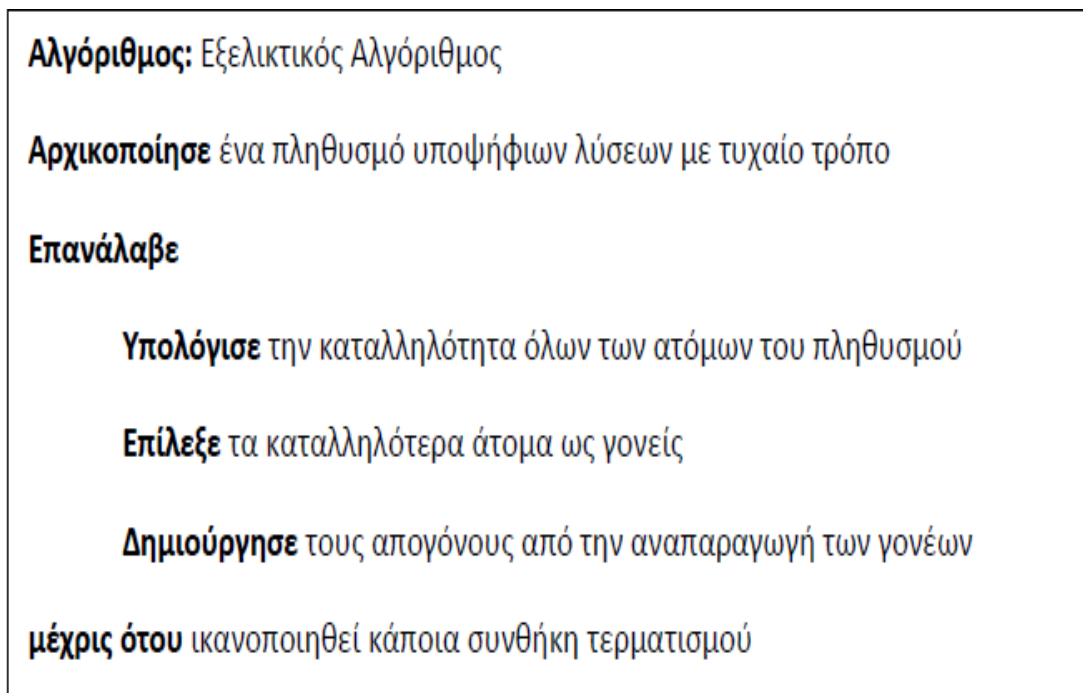 Αλγόριθμος: Εξελικτικός Αλγόριθμος
Αρχικοποίησε ένα πληθυσμό υποψήφιων λύσεων με τυχαίο τρόπο
Επανάλαβε
Υπολόγισε την καταλληλότητα όλων των ατόμων του πληθυσμού
Επίλεξε τα καταλληλότερα άτομα ως γονείς
Δημιούργησε τους απογόνους από την αναπαραγωγή των γονέων
μέχρις ότου ικανοποιηθεί κάποια συνθήκη τερματισμού